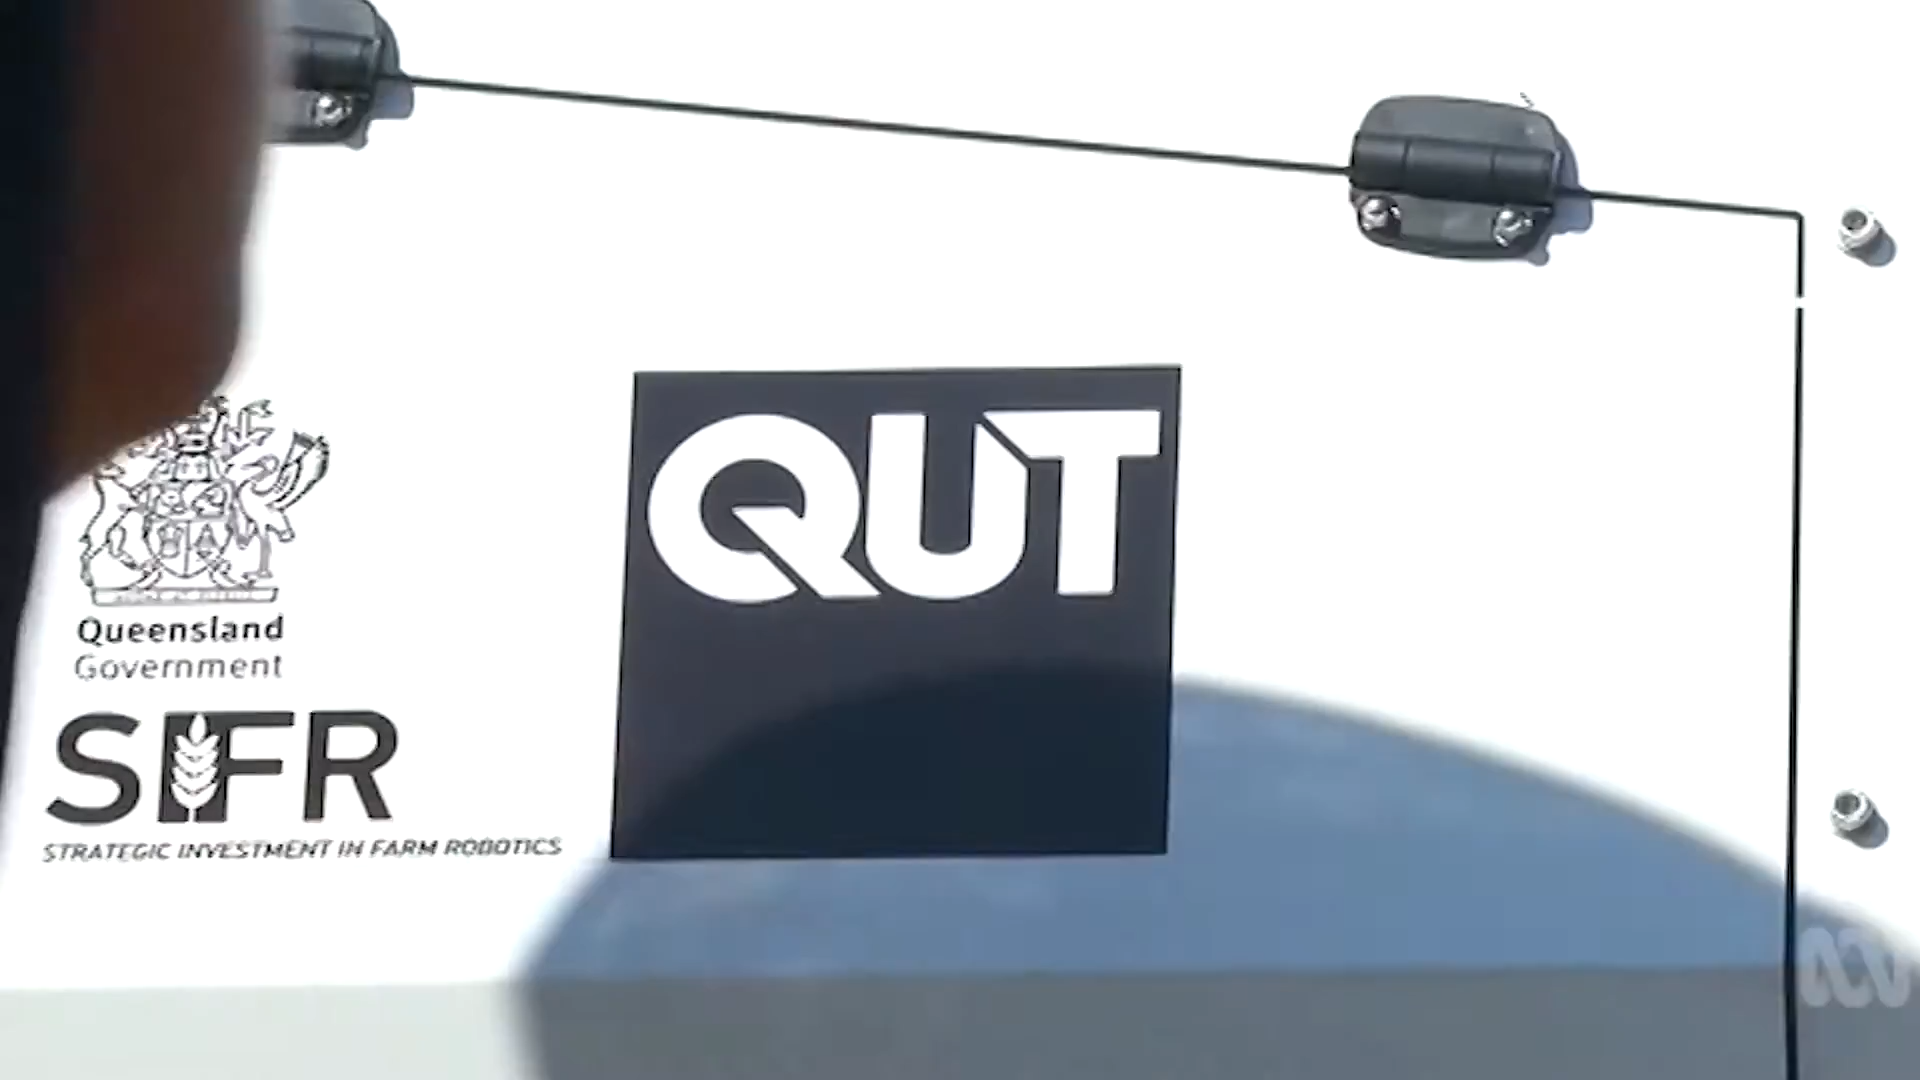 QUT
Queensland
Government
SIFR
STRATEGIC INVESTMENT IN FARM ROBOTICS